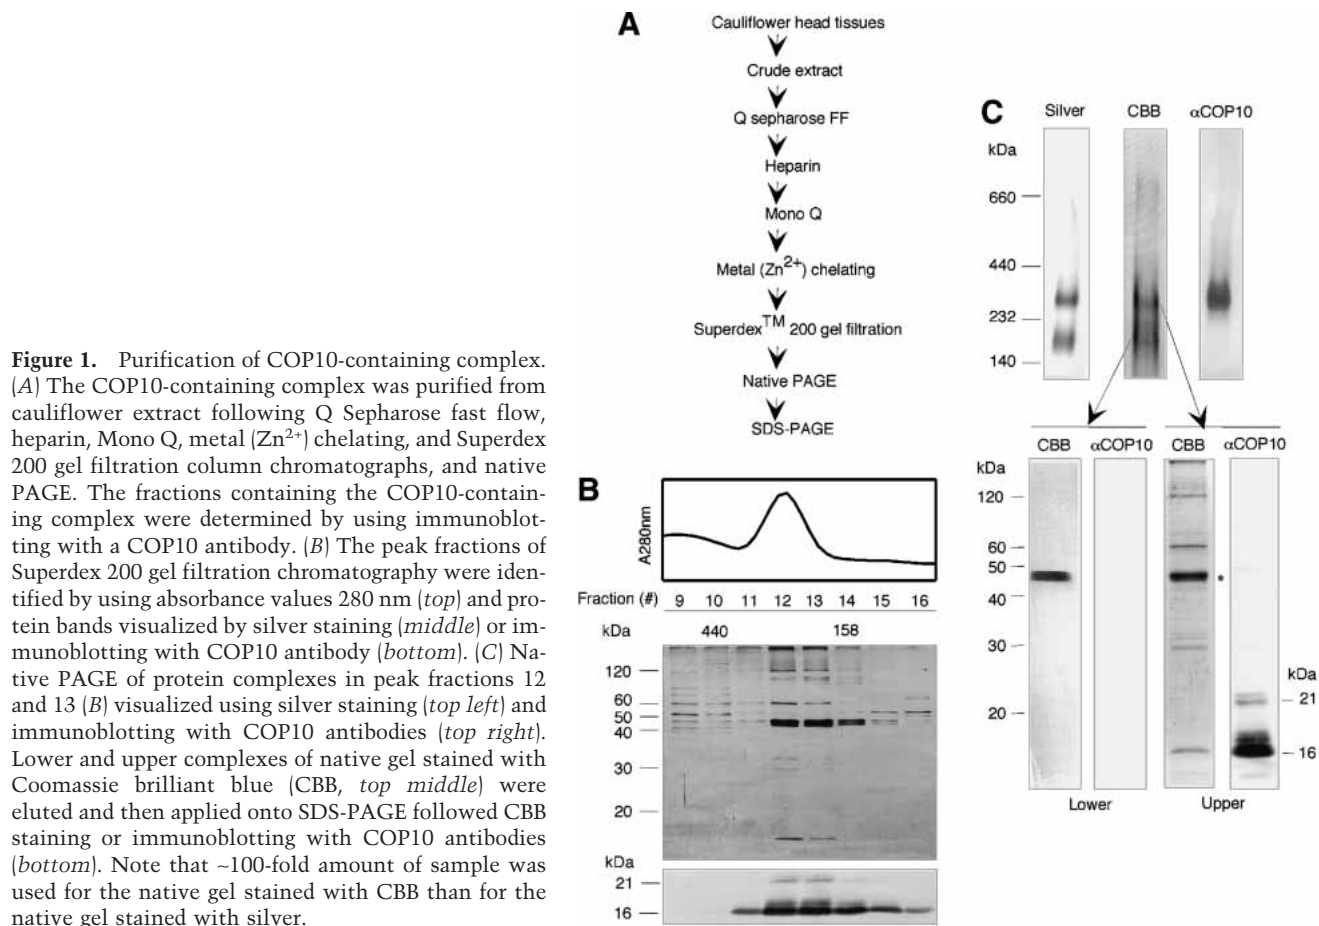 Figure 1. Purification of COP10-containing complex.
(A) The COP10-containing complex was purified from
cauliflower extract following Q Sepharose fast flow,
heparin, Mono Q, metal (Zn²⁺) chelating, and Superdex
200 gel filtration column chromatographs, and native
PAGE. The fractions containing the COP10-contain-
ing complex were determined by using immunoblot-
ting with a COP10 antibody. (B) The peak fractions of
Superdex 200 gel filtration chromatography were iden-
tified by using absorbance values 280 nm (top) and pro-
tein bands visualized by silver staining (middle) or im-
munoblotting with COP10 antibody (bottom). (C) Na-
tive PAGE of protein complexes in peak fractions 12
and 13 (B) visualized using silver staining (top left) and
immunoblotting with COP10 antibodies (top right).
Lower and upper complexes of native gel stained with
Coomassie brilliant blue (CBB, top middle) were
eluted and then applied onto SDS-PAGE followed CBB
staining or immunoblotting with COP10 antibodies
(bottom). Note that ~100-fold amount of sample was
used for the native gel stained with CBB than for the
native gel stained with silver.
A
Cauliflower head tissues
Crude extract
Q sepharose FF
Heparin
Mono Q
Metal (Zn²⁺) chelating
Superdex™ 200 gel filtration
Native PAGE
SDS-PAGE
B
A280nm
Fraction (#) 9 10 11 12 13 14 15 16
kDa 440 158
120
60
50
40
30
20
kDa
21
16
C
Silver CBB αCOP10
kDa
660
440
232
140
CBB αCOP10 CBB αCOP10
kDa
120
60
50
40
30
20
*
kDa
21
16
Lower Upper